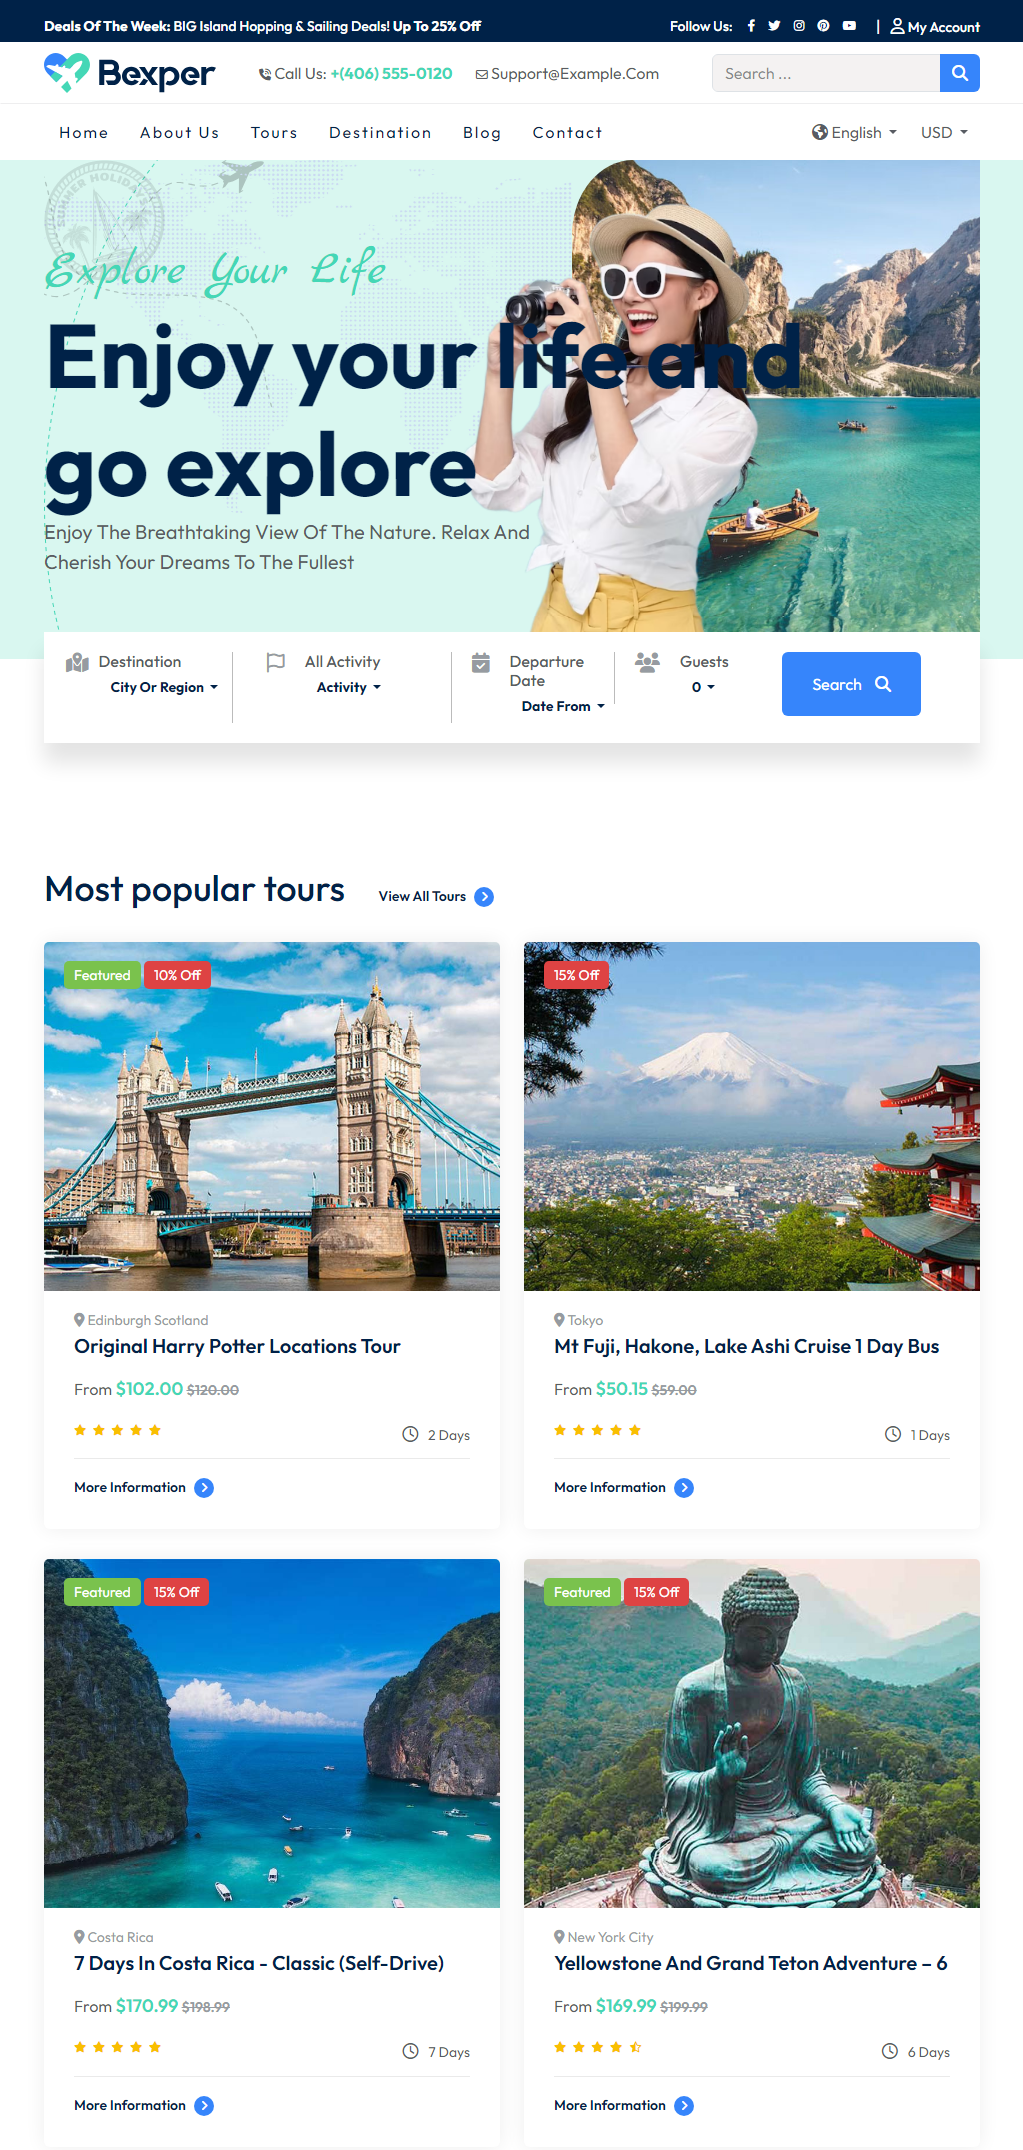 Deals Of The Week: BIG Island Hopping & Sailing Deals! Up To 25% Off
Follow Us:
| My Account
Bexper
Call Us: +(406) 555-0120
Support@Example.Com
Search ...
Home
About Us
Tours
Destination
Blog
Contact
English
USD
SUMMER HOLIDAY
Explore Your Life
Enjoy your life and
go explore
Enjoy The Breathtaking View Of The Nature. Relax And
Cherish Your Dreams To The Fullest
Destination
City Or Region
All Activity
Activity
Departure
Date
Date From
Guests
0
Search
Most popular tours
View All Tours
Featured
10% Off
15% Off
Edinburgh Scotland
Original Harry Potter Locations Tour
From $102.00 $120.00
2 Days
More Information
Tokyo
Mt Fuji, Hakone, Lake Ashi Cruise 1 Day Bus
From $50.15 $59.00
1 Days
More Information
Featured
15% Off
Featured
15% Off
Costa Rica
7 Days In Costa Rica - Classic (Self-Drive)
From $170.99 $198.99
7 Days
More Information
New York City
Yellowstone And Grand Teton Adventure – 6
From $169.99 $199.99
6 Days
More Information